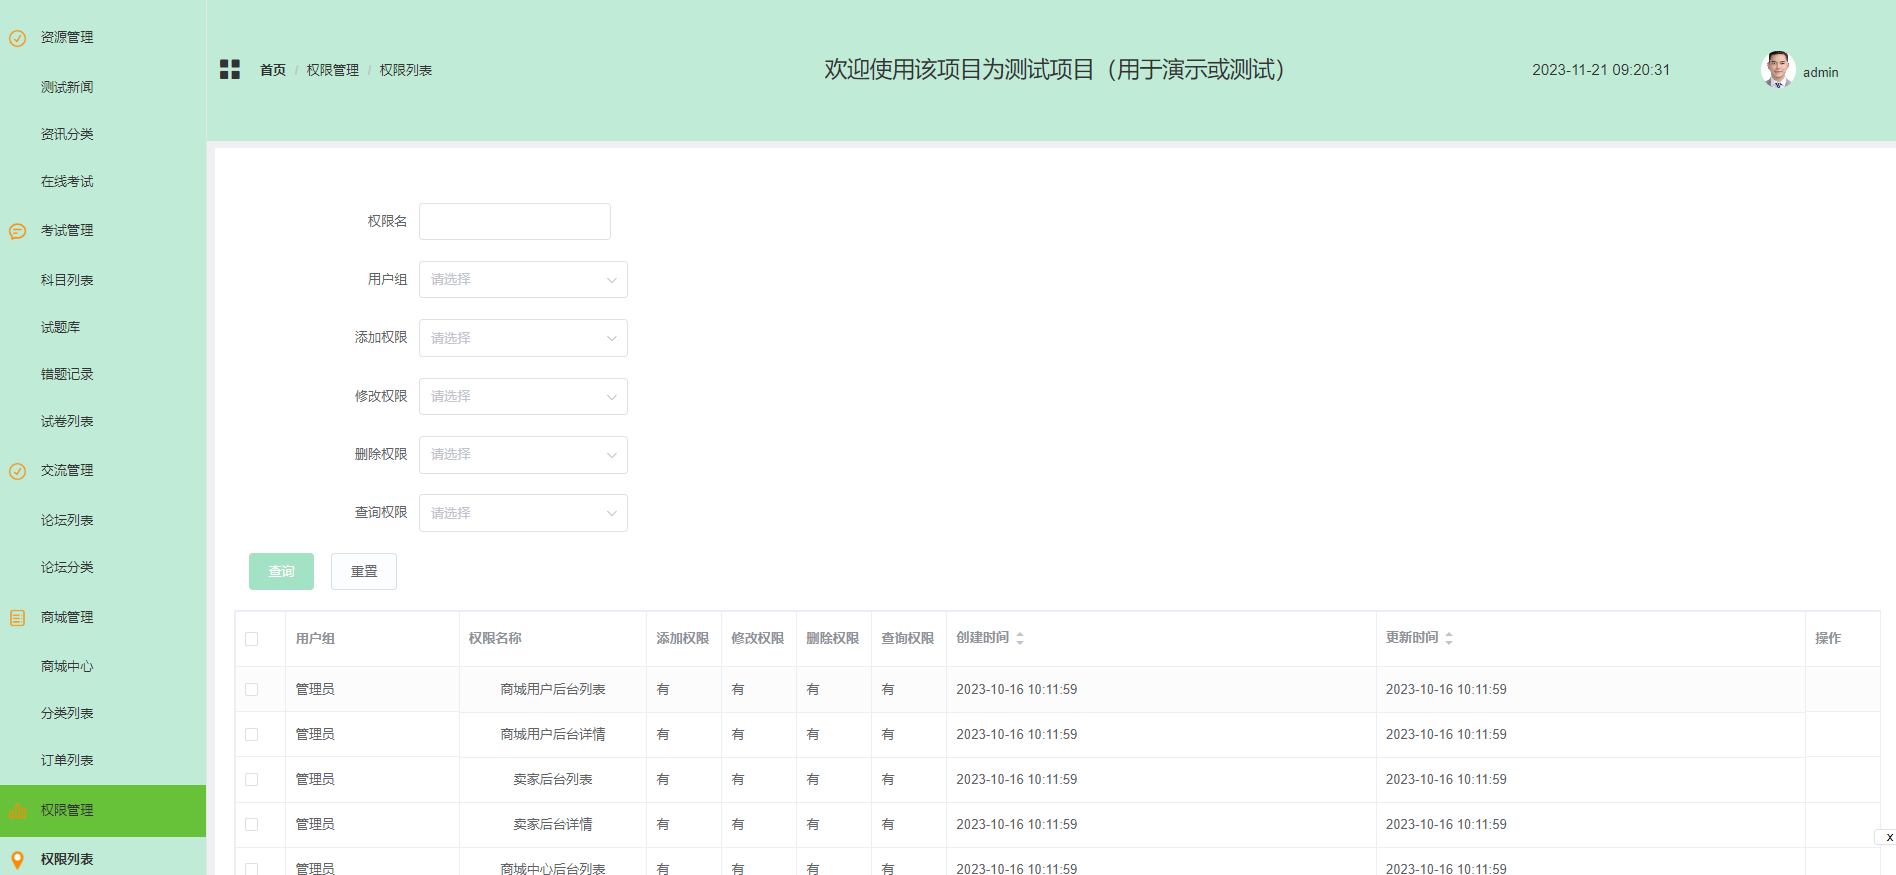 资源管理
测试新闻
资讯分类
在线考试
考试管理
科目列表
试题库
错题记录
试卷列表
交流管理
论坛列表
论坛分类
商城管理
商城中心
分类列表
订单列表
权限管理
权限列表
首页 / 权限管理 / 权限列表
欢迎使用该项目为测试项目（用于演示或测试）
2023-11-21 09:20:31
admin
权限名
用户组 请选择
添加权限 请选择
修改权限 请选择
删除权限 请选择
查询权限 请选择
查询 重置
用户组 权限名称 添加权限 修改权限 删除权限 查询权限 创建时间 更新时间 操作
管理员 商城用户后台列表 有 有 有 有 2023-10-16 10:11:59 2023-10-16 10:11:59
管理员 商城用户后台详情 有 有 有 有 2023-10-16 10:11:59 2023-10-16 10:11:59
管理员 卖家后台列表 有 有 有 有 2023-10-16 10:11:59 2023-10-16 10:11:59
管理员 卖家后台详情 有 有 有 有 2023-10-16 10:11:59 2023-10-16 10:11:59
管理员 商城中心后台列表 有 有 有 有 2023-10-16 10:11:59 2023-10-16 10:11:59
x